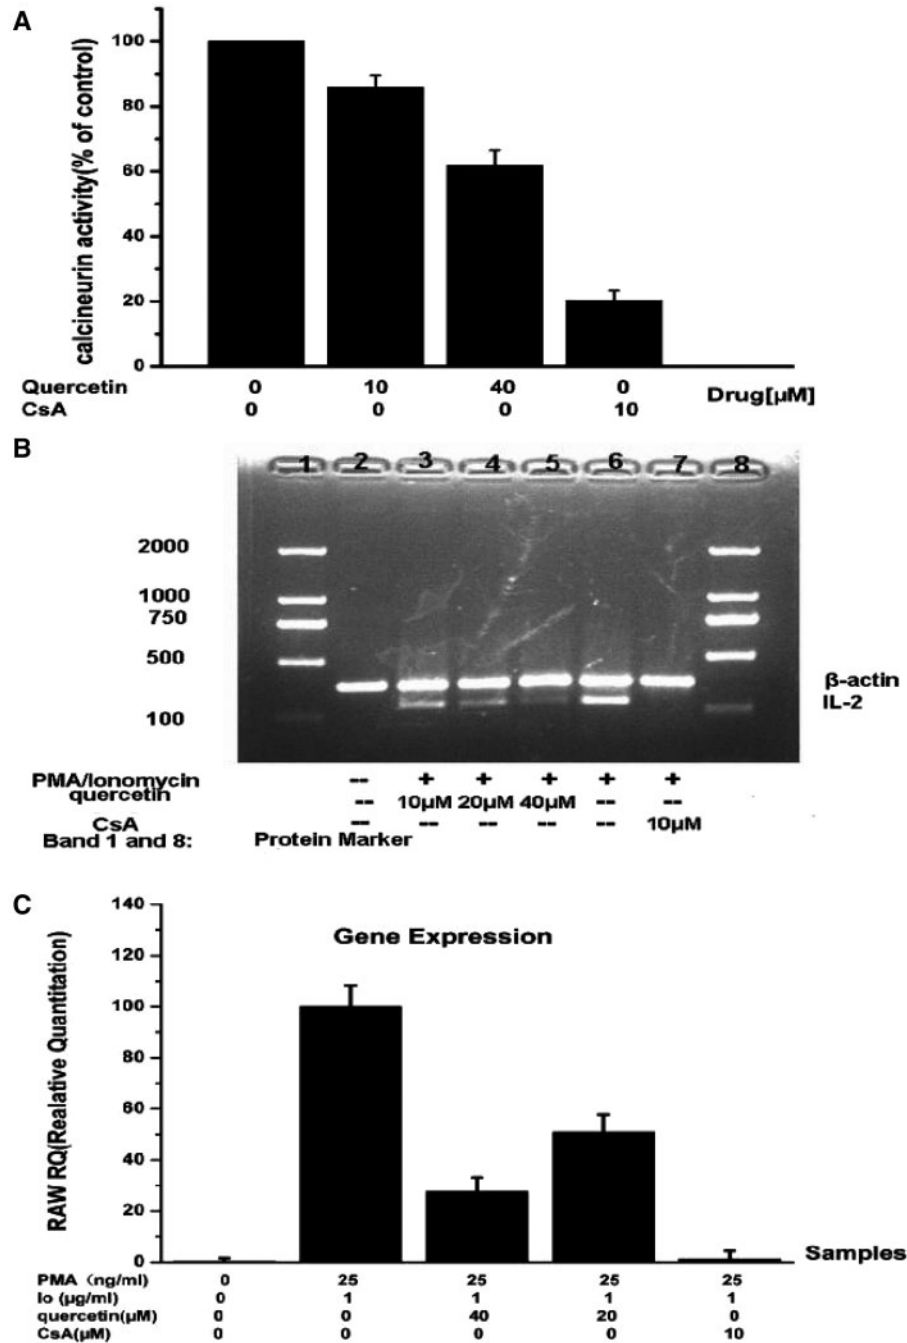 A
calcineurin activity(% of control)
100
80
60
40
20
0
Quercetin 0 10 40 0 Drug[µM]
CsA 0 0 0 10
B
1 2 3 4 5 6 7 8
2000
1000
750
500
100
β-actin
IL-2
PMA/Ionomycin -- + + + + +
quercetin -- 10µM 20µM 40µM -- --
CsA -- -- -- -- -- 10µM
Band 1 and 8: Protein Marker
C
Gene Expression
RAW RQ(Realative Quantitation)
140
120
100
80
60
40
20
0
Samples
PMA (ng/ml) 0 25 25 25 25
Io (µg/ml) 0 1 1 1 1
quercetin(µM) 0 0 40 20 0
CsA(µM) 0 0 0 0 10